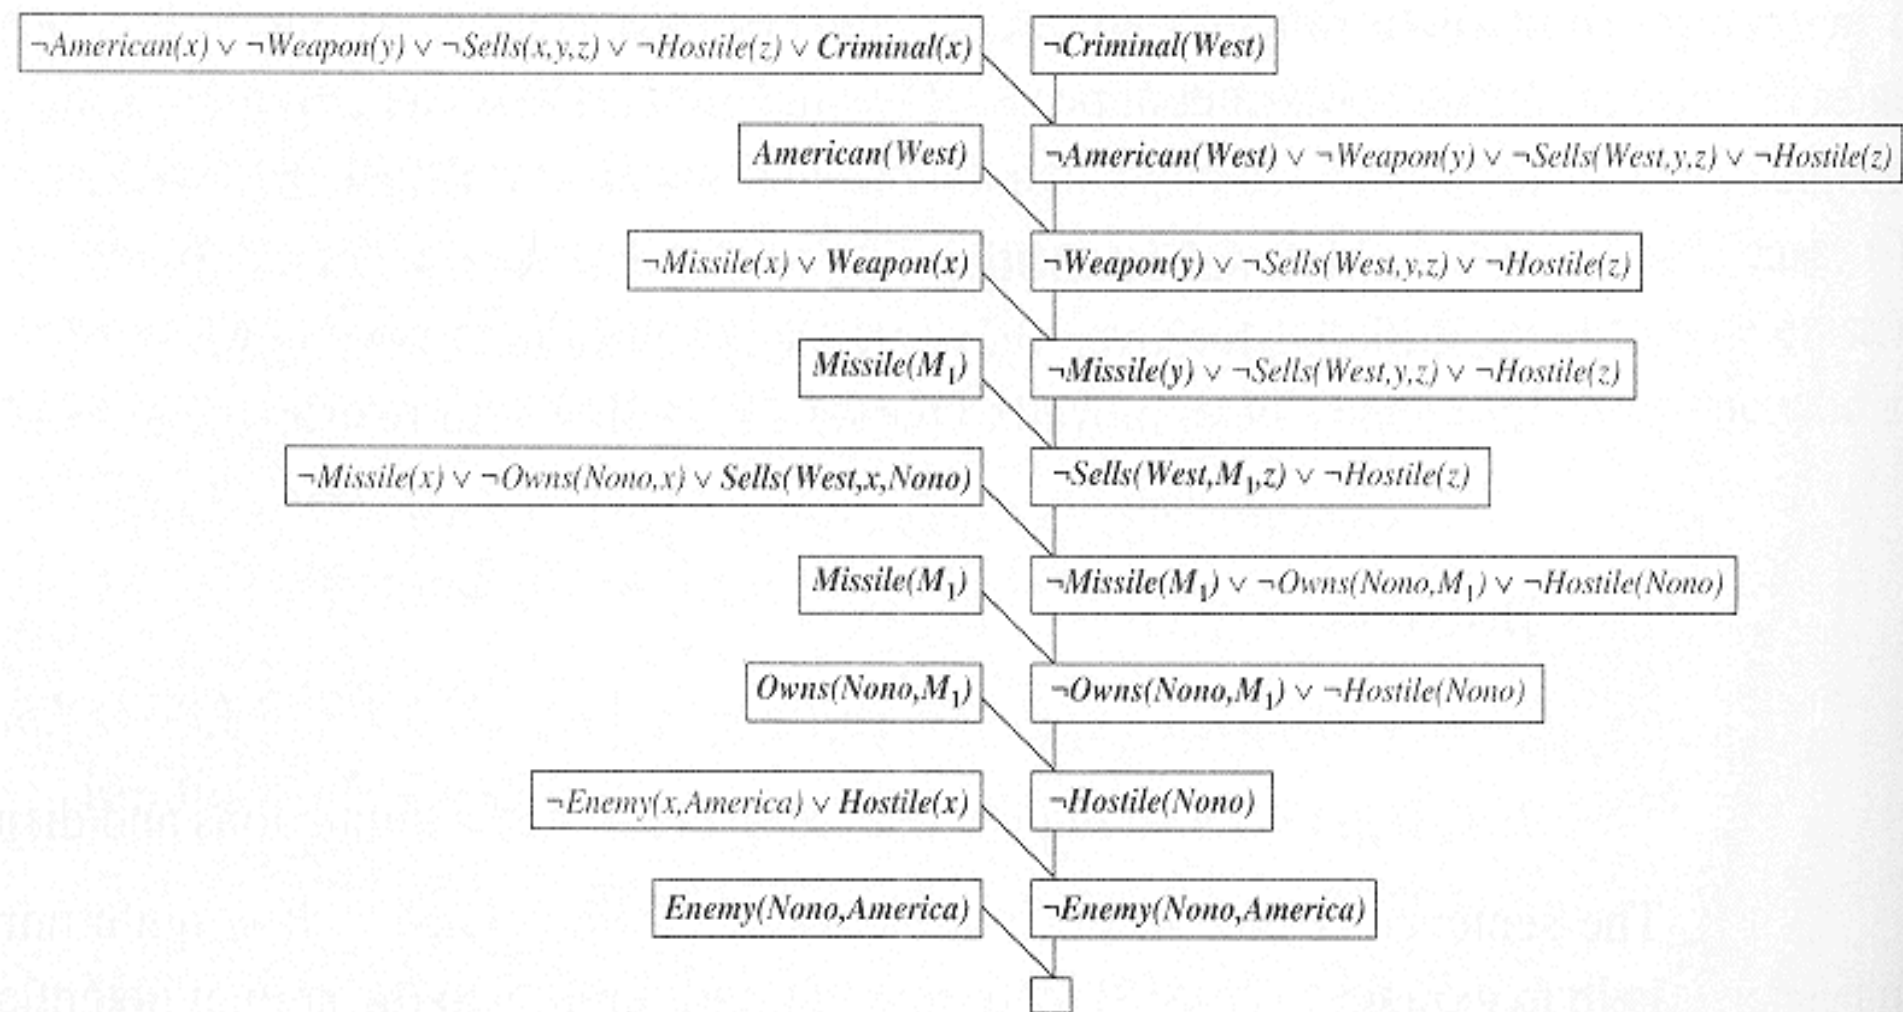 ¬American(x) ∨ ¬Weapon(y) ∨ ¬Sells(x,y,z) ∨ ¬Hostile(z) ∨ Criminal(x) ¬Criminal(West)
American(West) ¬American(West) ∨ ¬Weapon(y) ∨ ¬Sells(West,y,z) ∨ ¬Hostile(z)
¬Missile(x) ∨ Weapon(x) ¬Weapon(y) ∨ ¬Sells(West,y,z) ∨ ¬Hostile(z)
Missile(M₁) ¬Missile(y) ∨ ¬Sells(West,y,z) ∨ ¬Hostile(z)
¬Missile(x) ∨ ¬Owns(Nono,x) ∨ Sells(West,x,Nono) ¬Sells(West,M₁,z) ∨ ¬Hostile(z)
Missile(M₁) ¬Missile(M₁) ∨ ¬Owns(Nono,M₁) ∨ ¬Hostile(Nono)
Owns(Nono,M₁) ¬Owns(Nono,M₁) ∨ ¬Hostile(Nono)
¬Enemy(x,America) ∨ Hostile(x) ¬Hostile(Nono)
Enemy(Nono,America) ¬Enemy(Nono,America)